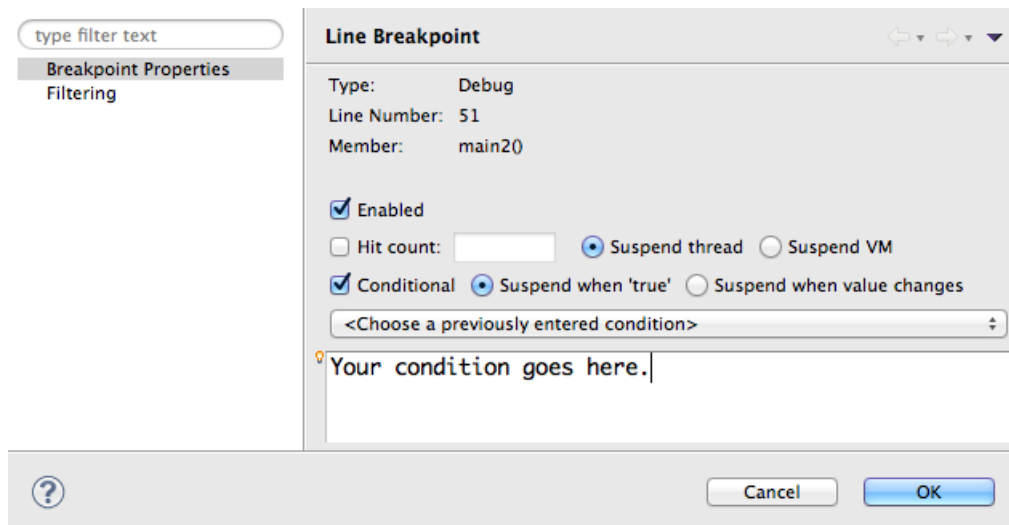 type filter text
Breakpoint Properties
Filtering
Line Breakpoint
Type: Debug
Line Number: 51
Member: main2()
Enabled
Hit count: Suspend thread Suspend VM
Conditional Suspend when 'true' Suspend when value changes
<Choose a previously entered condition>
Your condition goes here.
? Cancel OK